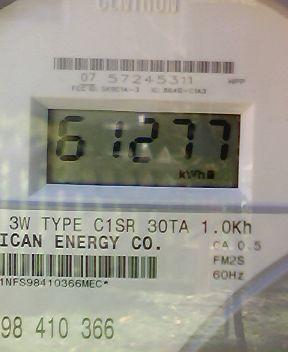 CENTRON
07 57245311
61277
kWh
3W TYPE C1SR 30TA 1.0Kh
ICAN ENERGY CO.
CA 0.5
FM2S
60Hz
1NFS98410366MEC*
98 410 366